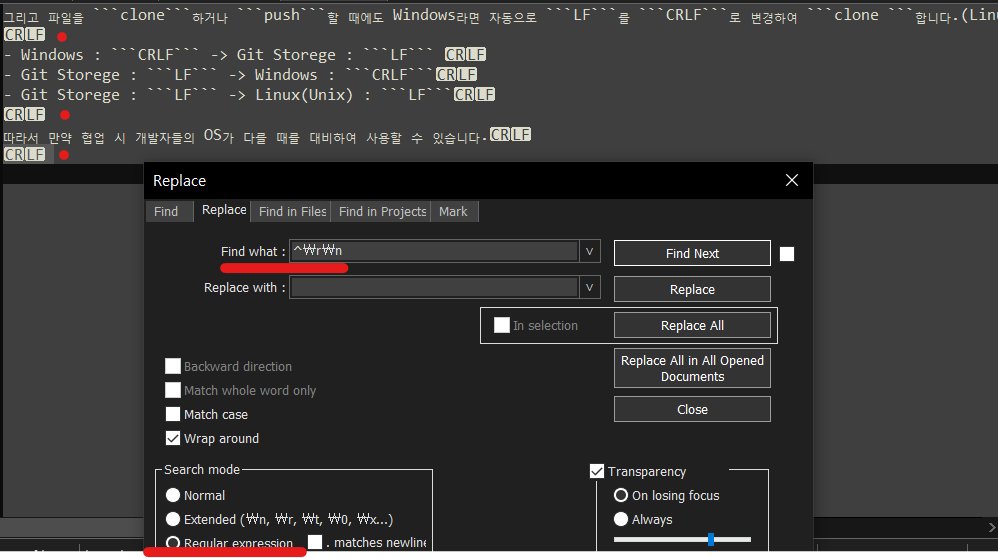 그리고 파일을 ```clone```하거나 ```push```할 때에도 Windows라면 자동으로 ```LF```를 ```CRLF```로 변경하여 ```clone```합니다.(Linu
CRLF
- Windows : ```CRLF``` -> Git Storege : ```LF``` CRLF
- Git Storege : ```LF``` -> Windows : ```CRLF```CRLF
- Git Storege : ```LF``` -> Linux(Unix) : ```LF```CRLF
CRLF
따라서 만약 협업 시 개발자들의 OS가 다를 때를 대비하여 사용할 수 있습니다.CRLF
CRLF
Replace
Find Replace Find in Files Find in Projects Mark
Find what : ^₩r₩n Find Next
Replace with : Replace
In selection Replace All
Backward direction Replace All in All Opened Documents
Match whole word only
Match case Close
Wrap around
Search mode Transparency
Normal On losing focus
Extended (₩n, ₩r, ₩t, ₩0, ₩x...) Always
Regular expression . matches newline